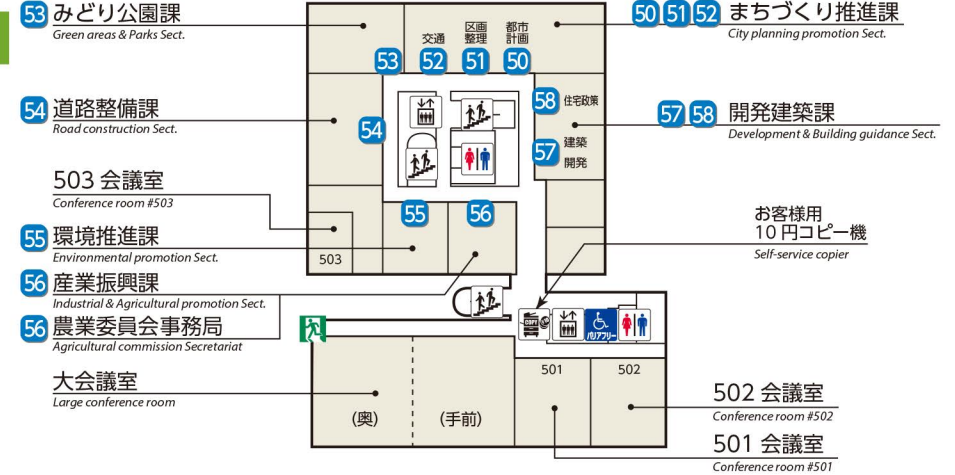 53 みどり公園課
Green areas & Parks Sect.
54 道路整備課
Road construction Sect.
503 会議室
Conference room #503
55 環境推進課
Environmental promotion Sect.
56 産業振興課
Industrial & Agricultural promotion Sect.
56 農業委員会事務局
Agricultural commission Secretariat
大会議室
Large conference room
交通
区画
整理
都市
計画
53
52
51
50
54
58
住宅政策
57
建築
開発
55
56
503
COPY
バリアフリー
501
502
(奥)
(手前)
50 51 52 まちづくり推進課
City planning promotion Sect.
57 58 開発建築課
Development & Building guidance Sect.
お客様用
10 円コピー機
Self-service copier
502 会議室
Conference room #502
501 会議室
Conference room #501